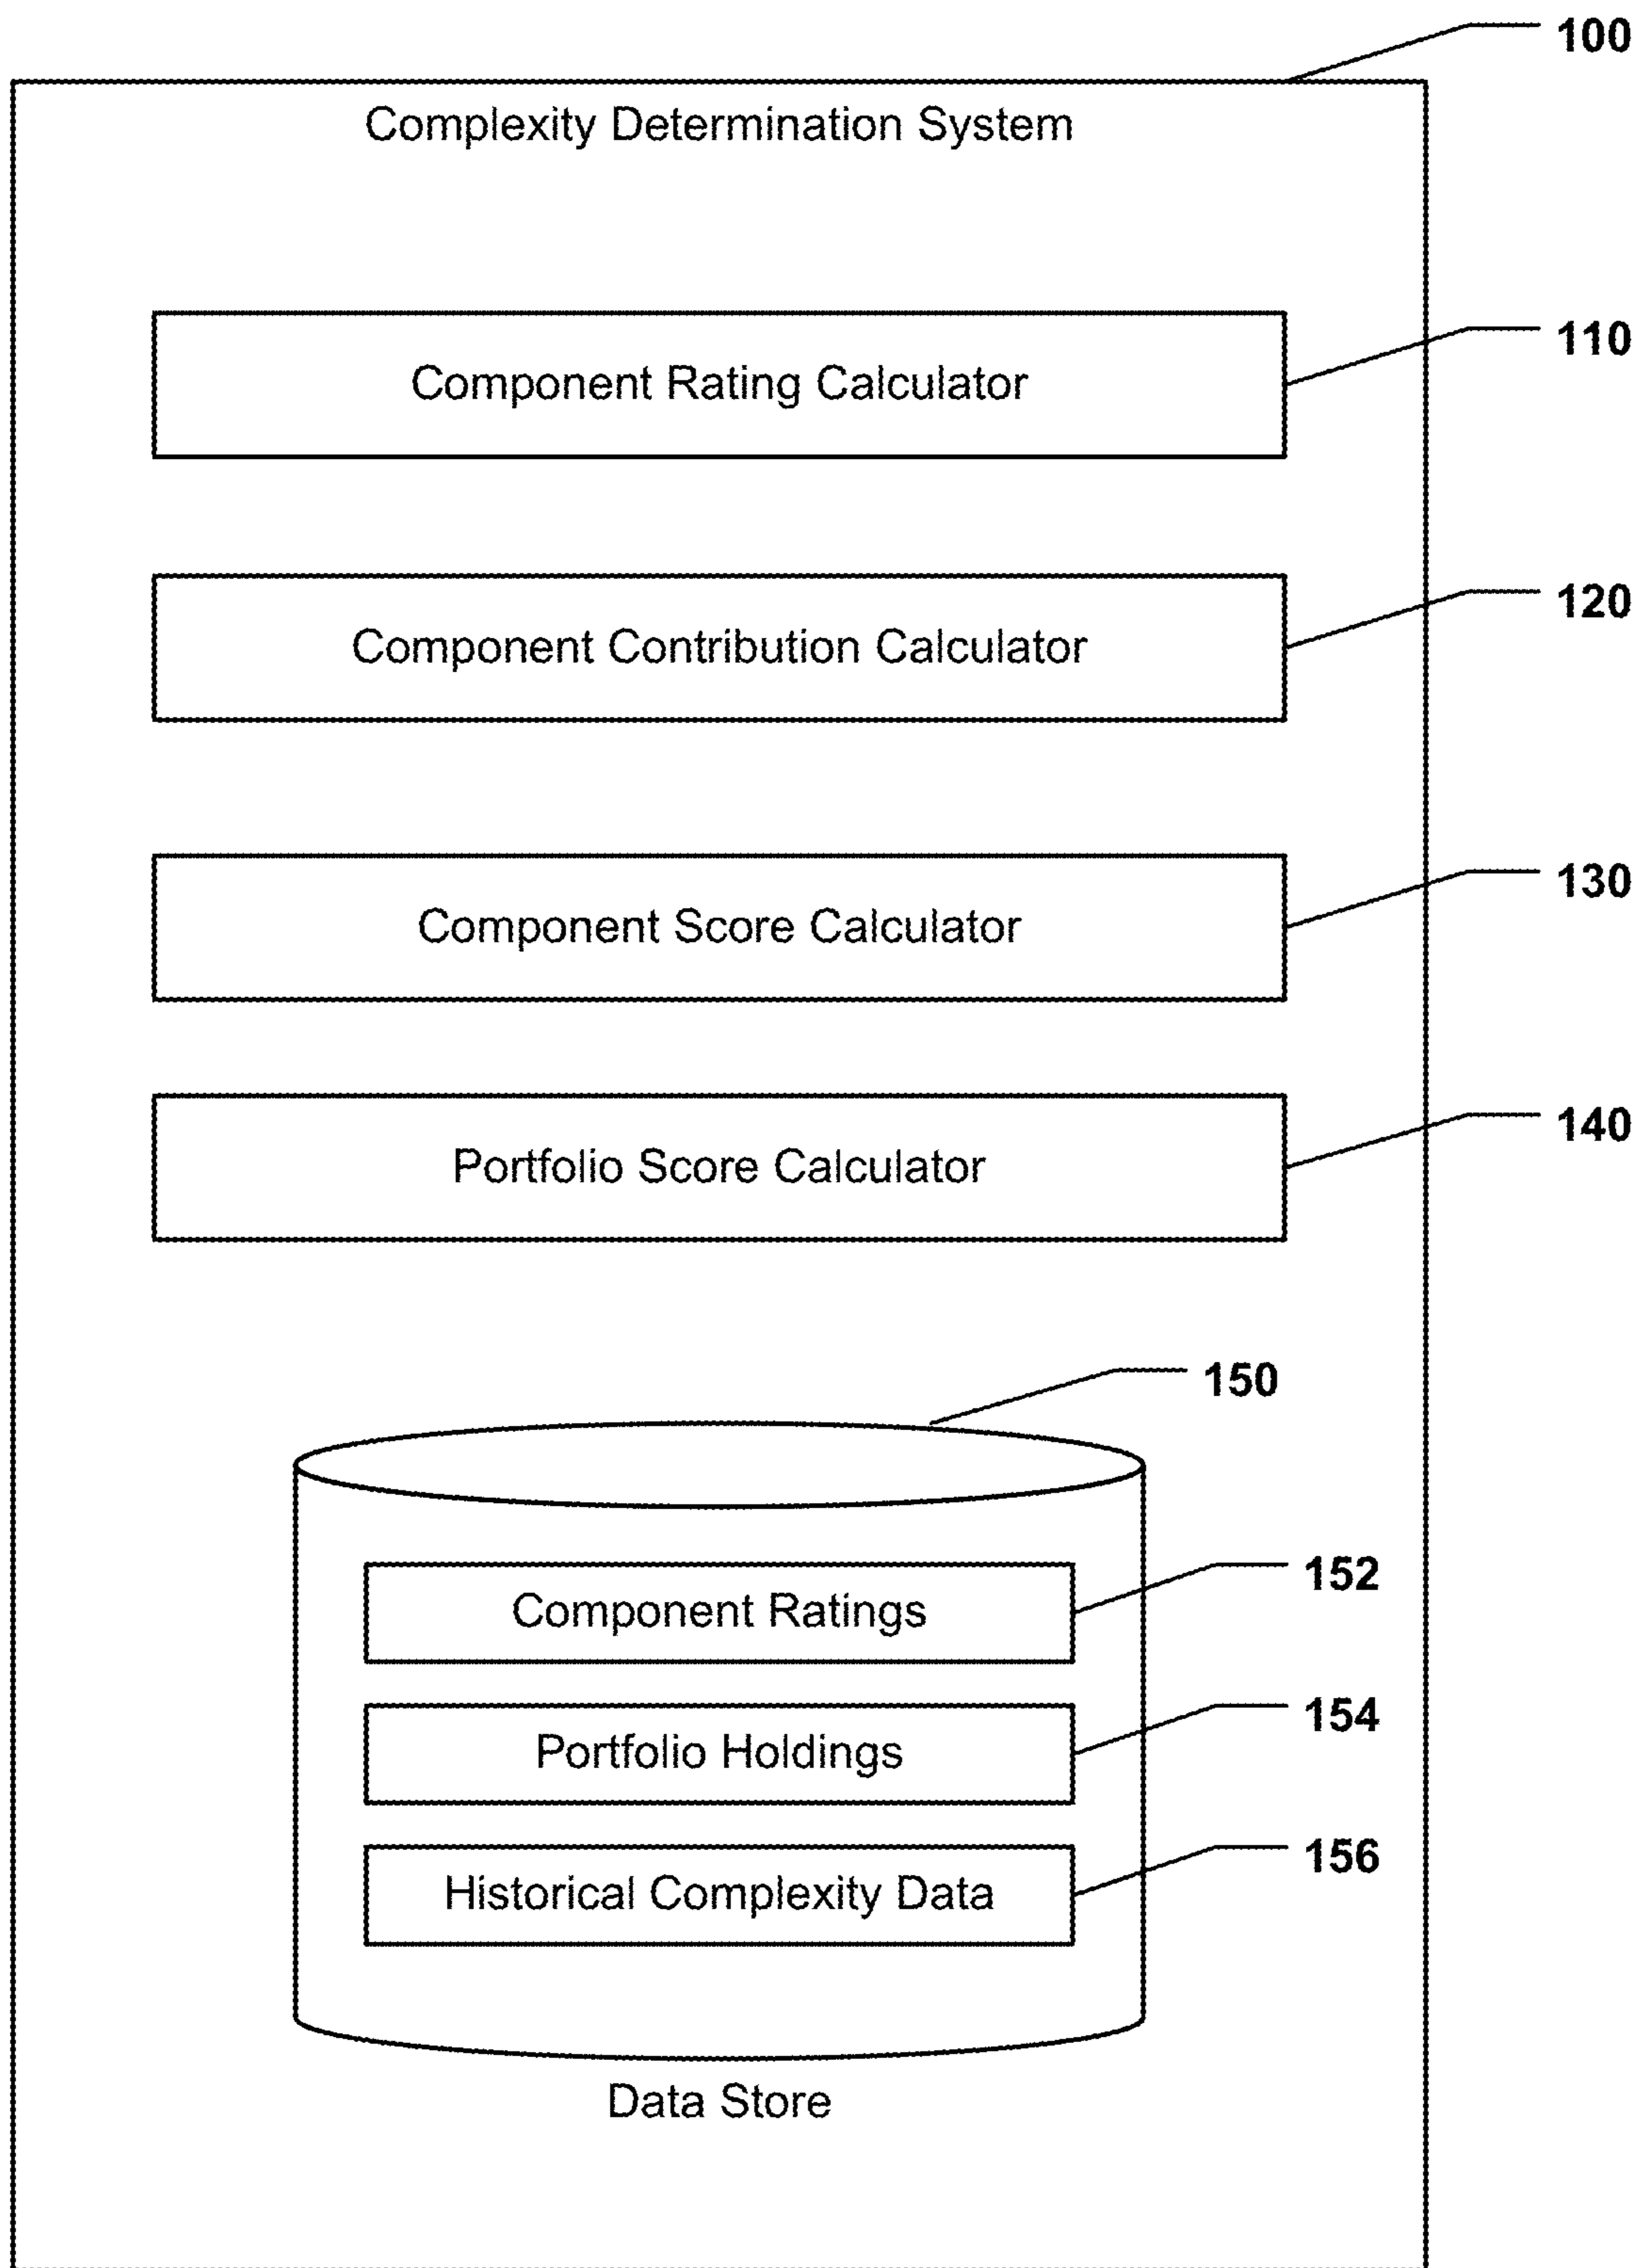 100
Complexity Determination System
110
Component Rating Calculator
120
Component Contribution Calculator
130
Component Score Calculator
140
Portfolio Score Calculator
150
152
Component Ratings
154
Portfolio Holdings
156
Historical Complexity Data
Data Store